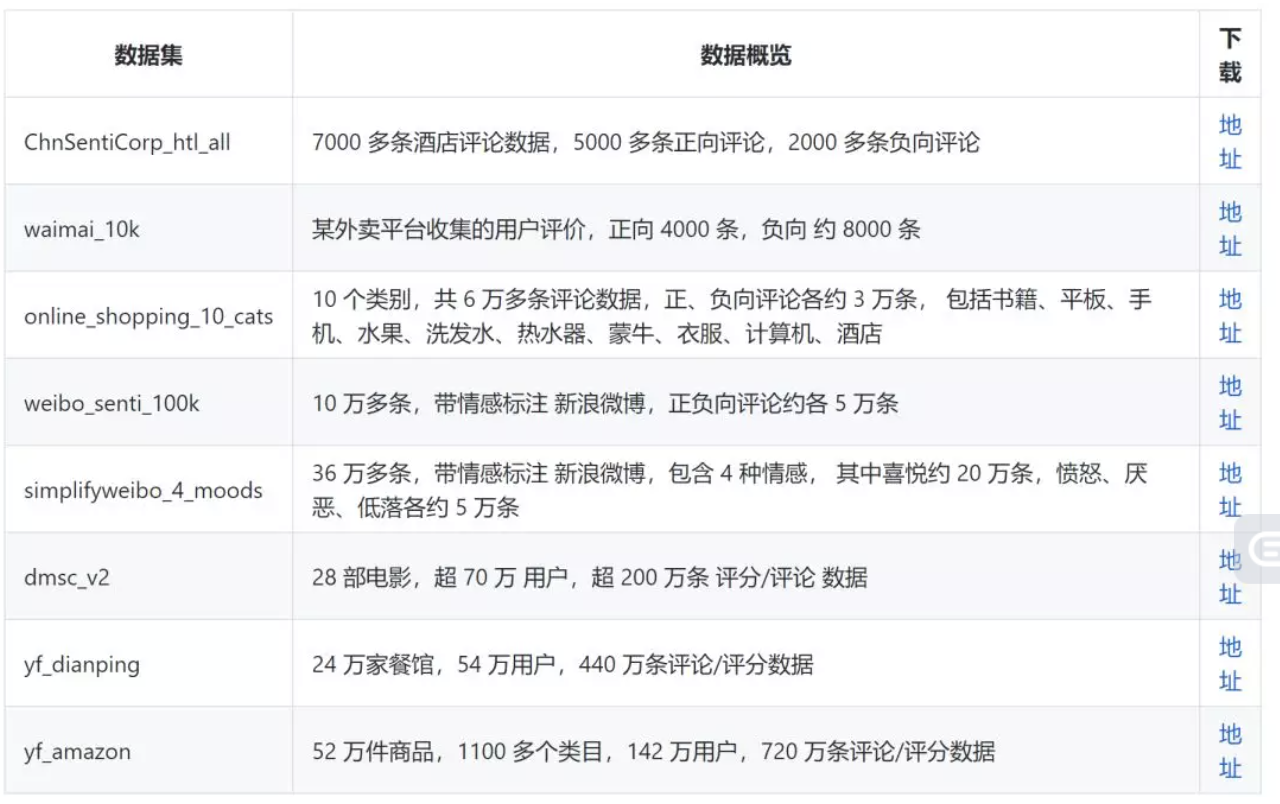 数据集
数据概览
下
载
ChnSentiCorp_htl_all
7000 多条酒店评论数据，5000 多条正向评论，2000 多条负向评论
地
址
waimai_10k
某外卖平台收集的用户评价，正向 4000 条，负向 约 8000 条
地
址
online_shopping_10_cats
10 个类别，共 6 万多条评论数据，正、负向评论各约 3 万条， 包括书籍、平板、手
机、水果、洗发水、热水器、蒙牛、衣服、计算机、酒店
地
址
weibo_senti_100k
10 万多条，带情感标注 新浪微博，正负向评论约各 5 万条
地
址
simplifyweibo_4_moods
36 万多条，带情感标注 新浪微博，包含 4 种情感， 其中喜悦约 20 万条，愤怒、厌
恶、低落各约 5 万条
地
址
dmsc_v2
28 部电影，超 70 万 用户，超 200 万条 评分/评论 数据
地
址
yf_dianping
24 万家餐馆，54 万用户，440 万条评论/评分数据
地
址
yf_amazon
52 万件商品，1100 多个类目，142 万用户，720 万条评论/评分数据
地
址